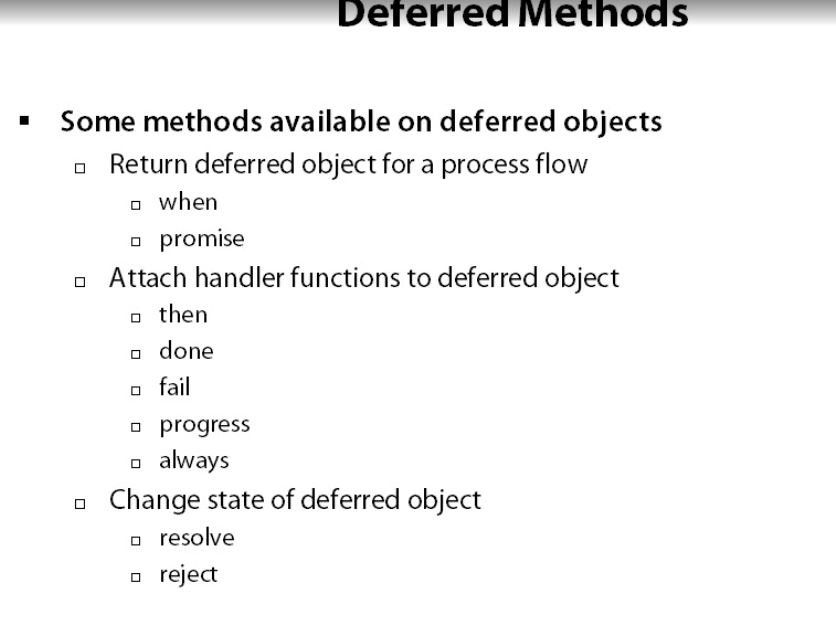 Deferred Methods
Some methods available on deferred objects
Return deferred object for a process flow
when
promise
Attach handler functions to deferred object
then
done
fail
progress
always
Change state of deferred object
resolve
reject